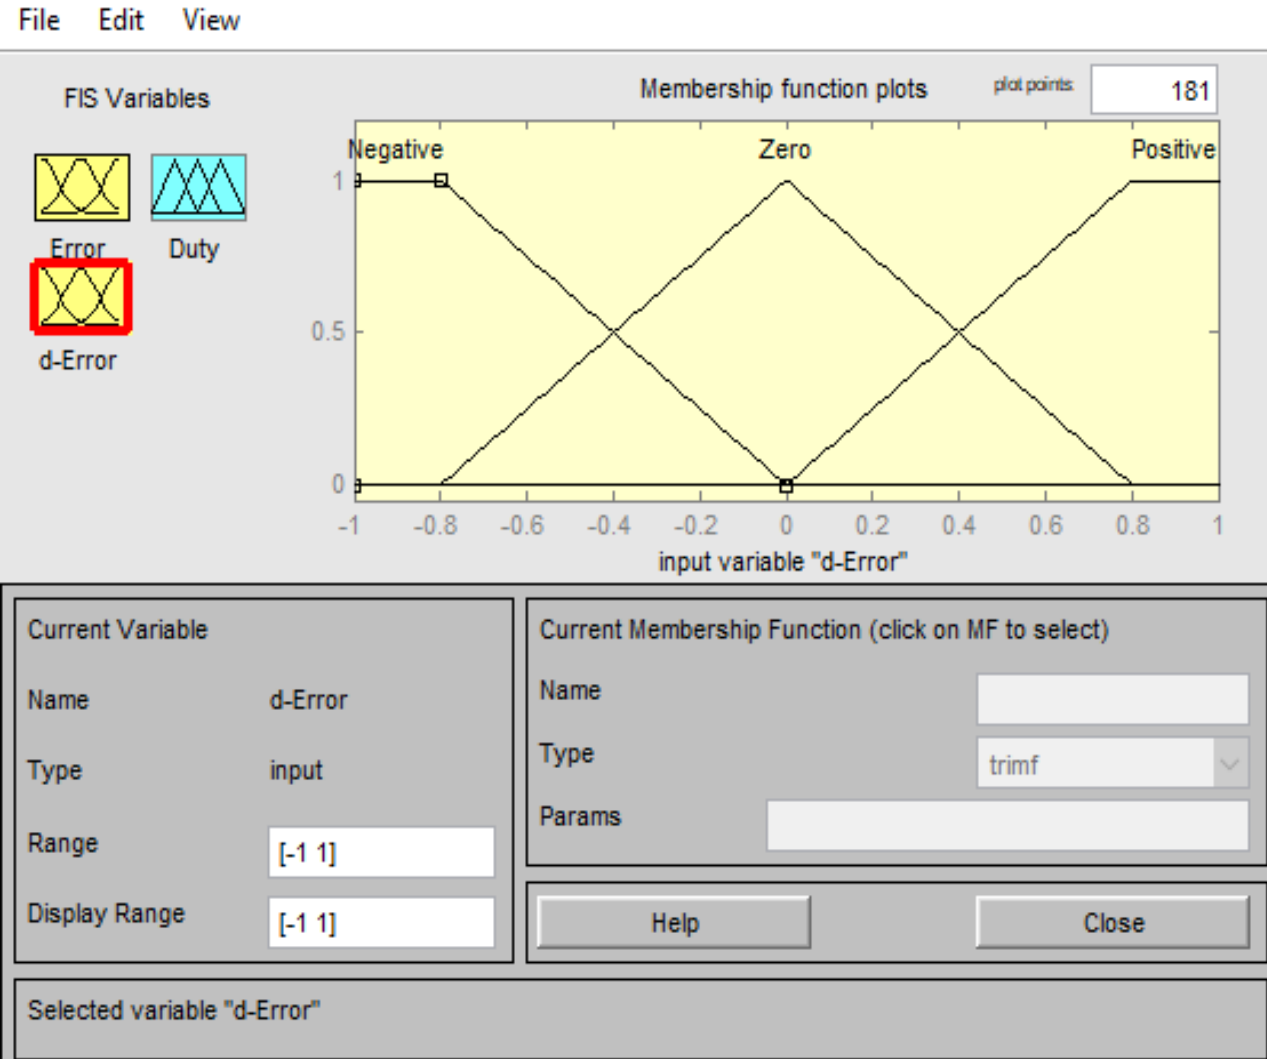 File Edit View
FIS Variables
Membership function plots
plot points:
181
Error
Duty
d-Error
Negative
Zero
Positive
1
0.5
0
-1 -0.8 -0.6 -0.4 -0.2 0 0.2 0.4 0.6 0.8 1
input variable "d-Error"
Current Variable
Name d-Error
Type input
Range [-1 1]
Display Range [-1 1]
Current Membership Function (click on MF to select)
Name
Type trimf
Params
Help
Close
Selected variable "d-Error"